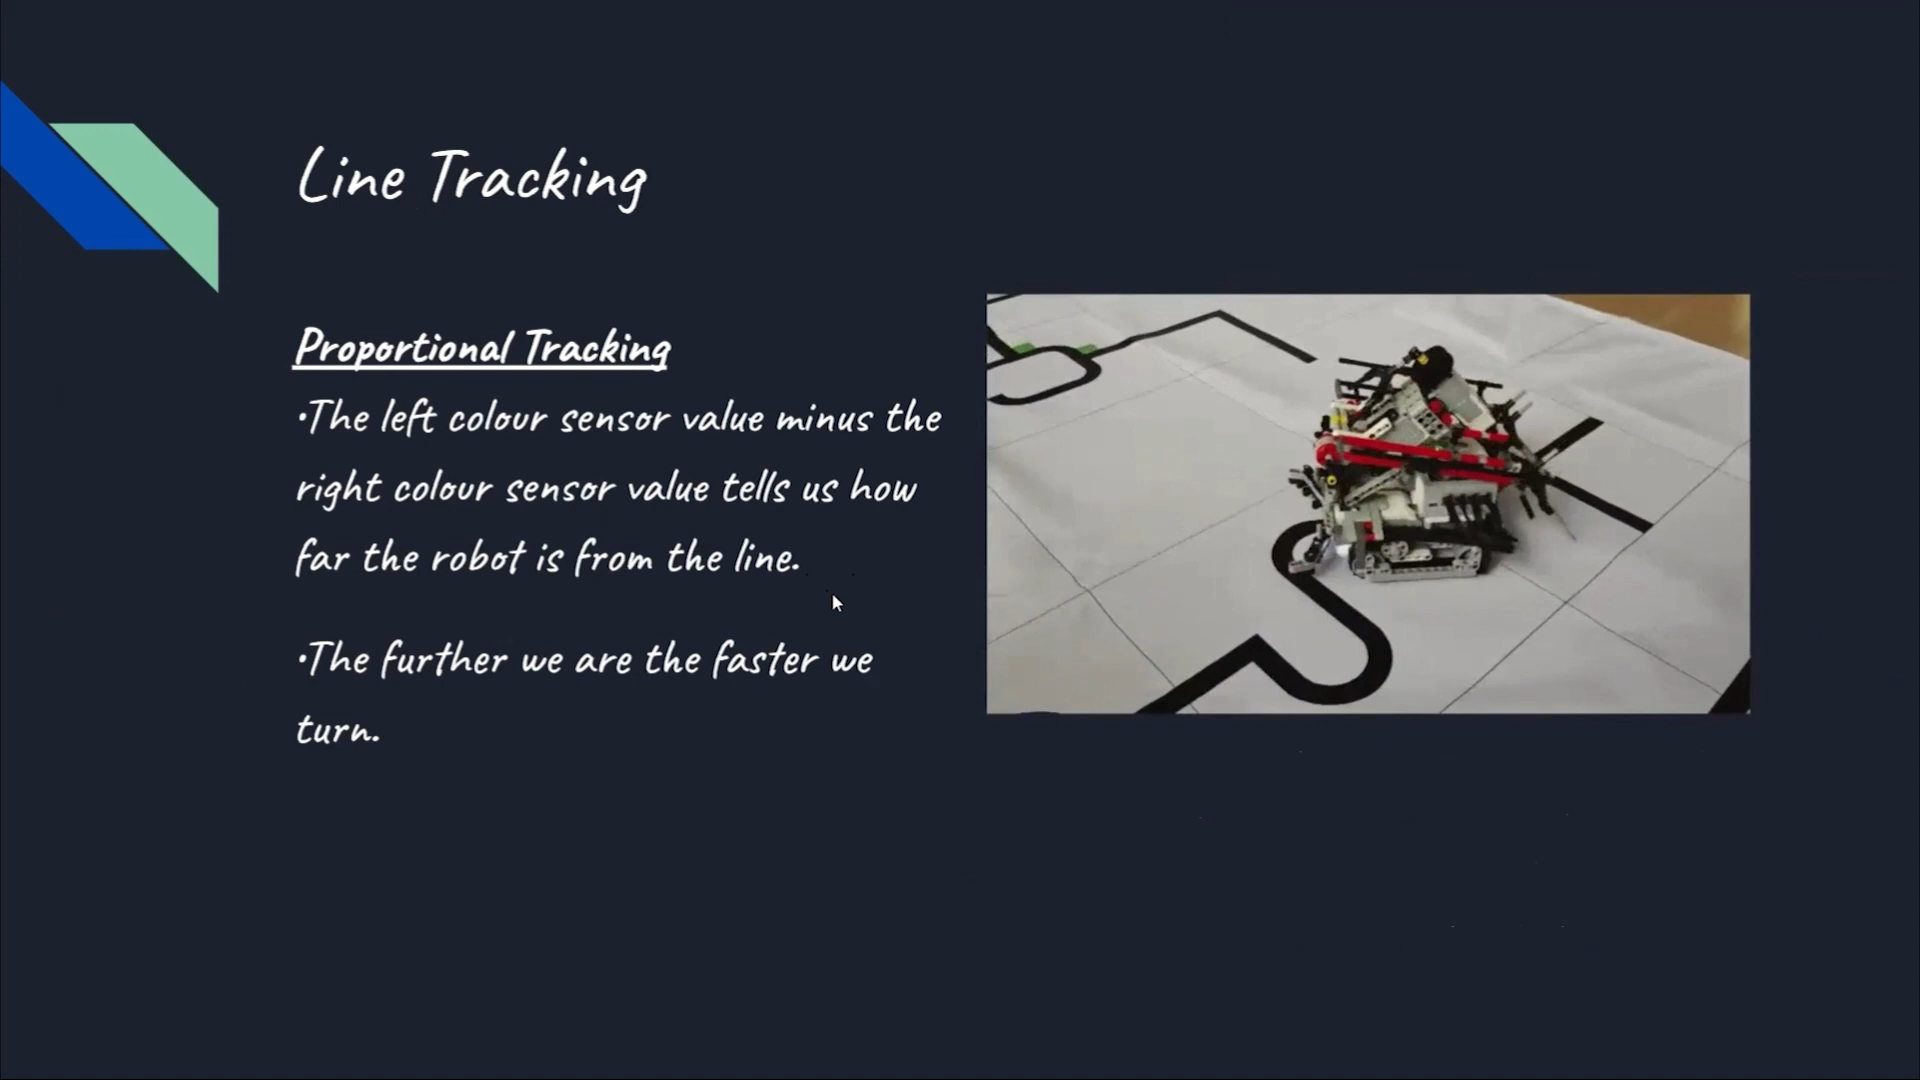 Line Tracking
Proportional Tracking
•The left colour sensor value minus the
right colour sensor value tells us how
far the robot is from the line.
•The further we are the faster we
turn.